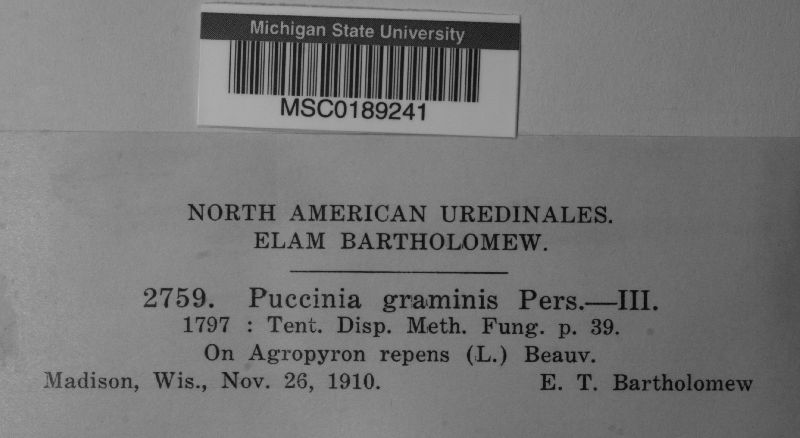 Michigan State University
MSC0189241
NORTH AMERICAN UREDINALES.
ELAM BARTHOLOMEW.
2759. Puccinia graminis Pers.—III.
1797 : Tent. Disp. Meth. Fung. p. 39.
On Agropyron repens (L.) Beauv.
Madison, Wis., Nov. 26, 1910. E. T. Bartholomew